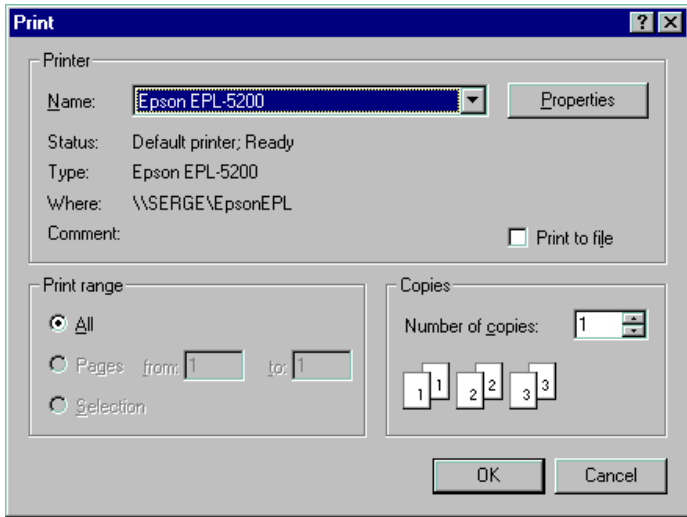 Print
Printer
Name: Epson EPL-5200 Properties
Status: Default printer; Ready
Type: Epson EPL-5200
Where: \\SERGE\EpsonEPL
Comment: Print to file
Print range
All
Pages from: 1 to: 1
Selection
Copies
Number of copies: 1
1 1 2 2 3 3
OK Cancel